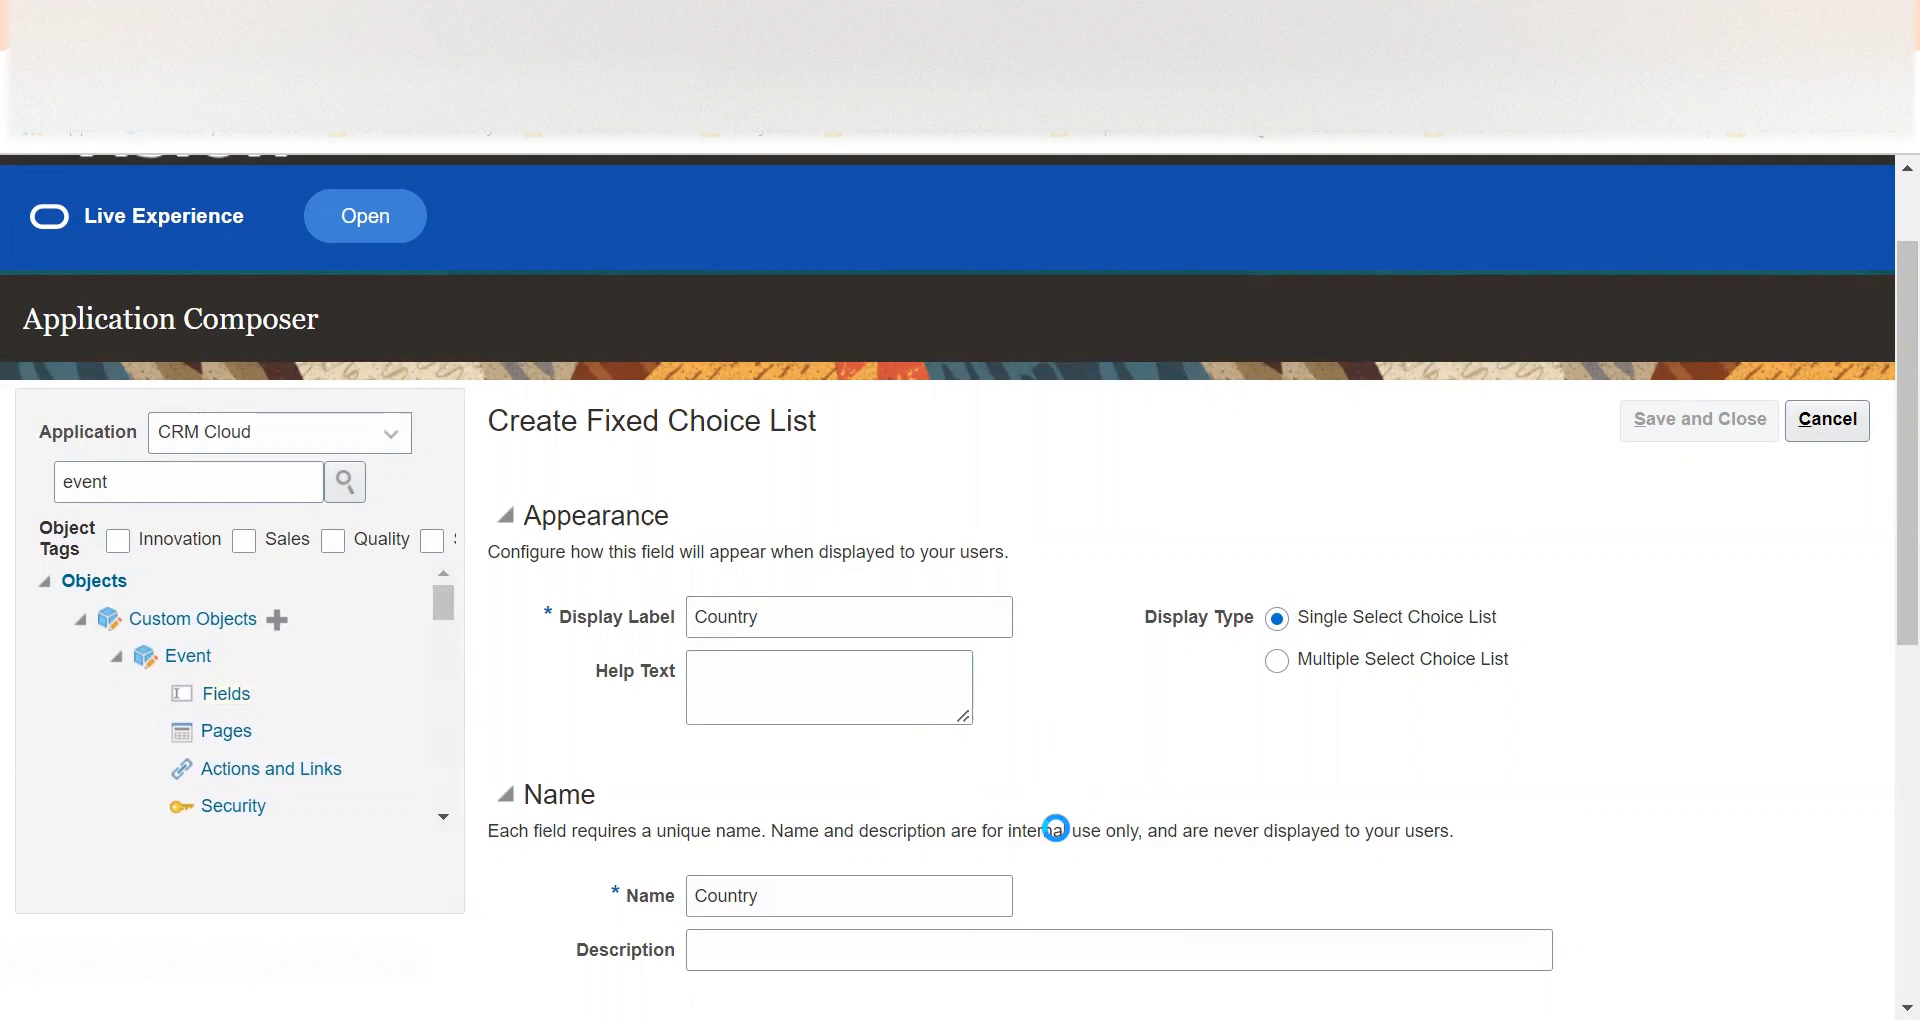 Live Experience
Open
Application Composer
Application CRM Cloud
event
Object Tags Innovation Sales Quality
Objects
Custom Objects
Event
Fields
Pages
Actions and Links
Security
Create Fixed Choice List
Save and Close Cancel
Appearance
Configure how this field will appear when displayed to your users.
* Display Label Country
Display Type Single Select Choice List
Multiple Select Choice List
Help Text
Name
Each field requires a unique name. Name and description are for internal use only, and are never displayed to your users.
* Name Country
Description